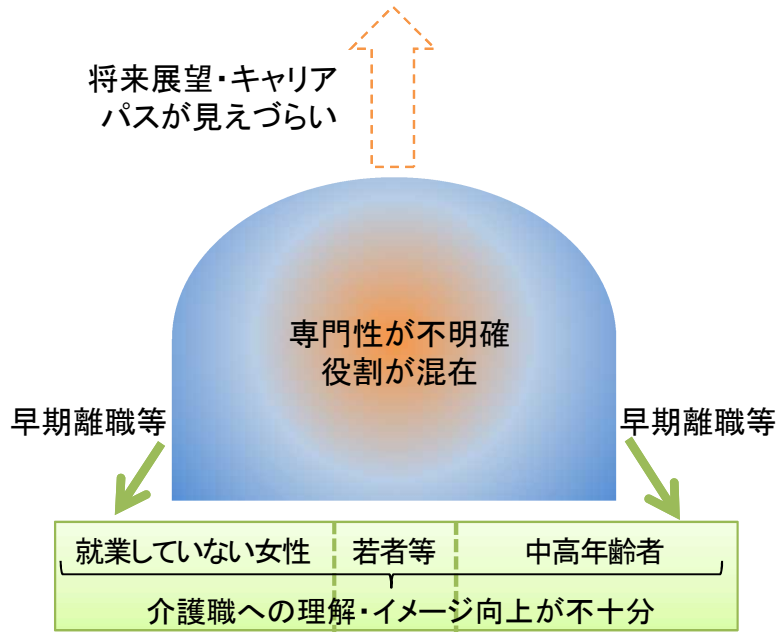 将来展望・キャリア
パスが見えづらい
専門性が不明確
役割が混在
早期離職等
早期離職等
就業していない女性
若者等
中高年齢者
介護職への理解・イメージ向上が不十分